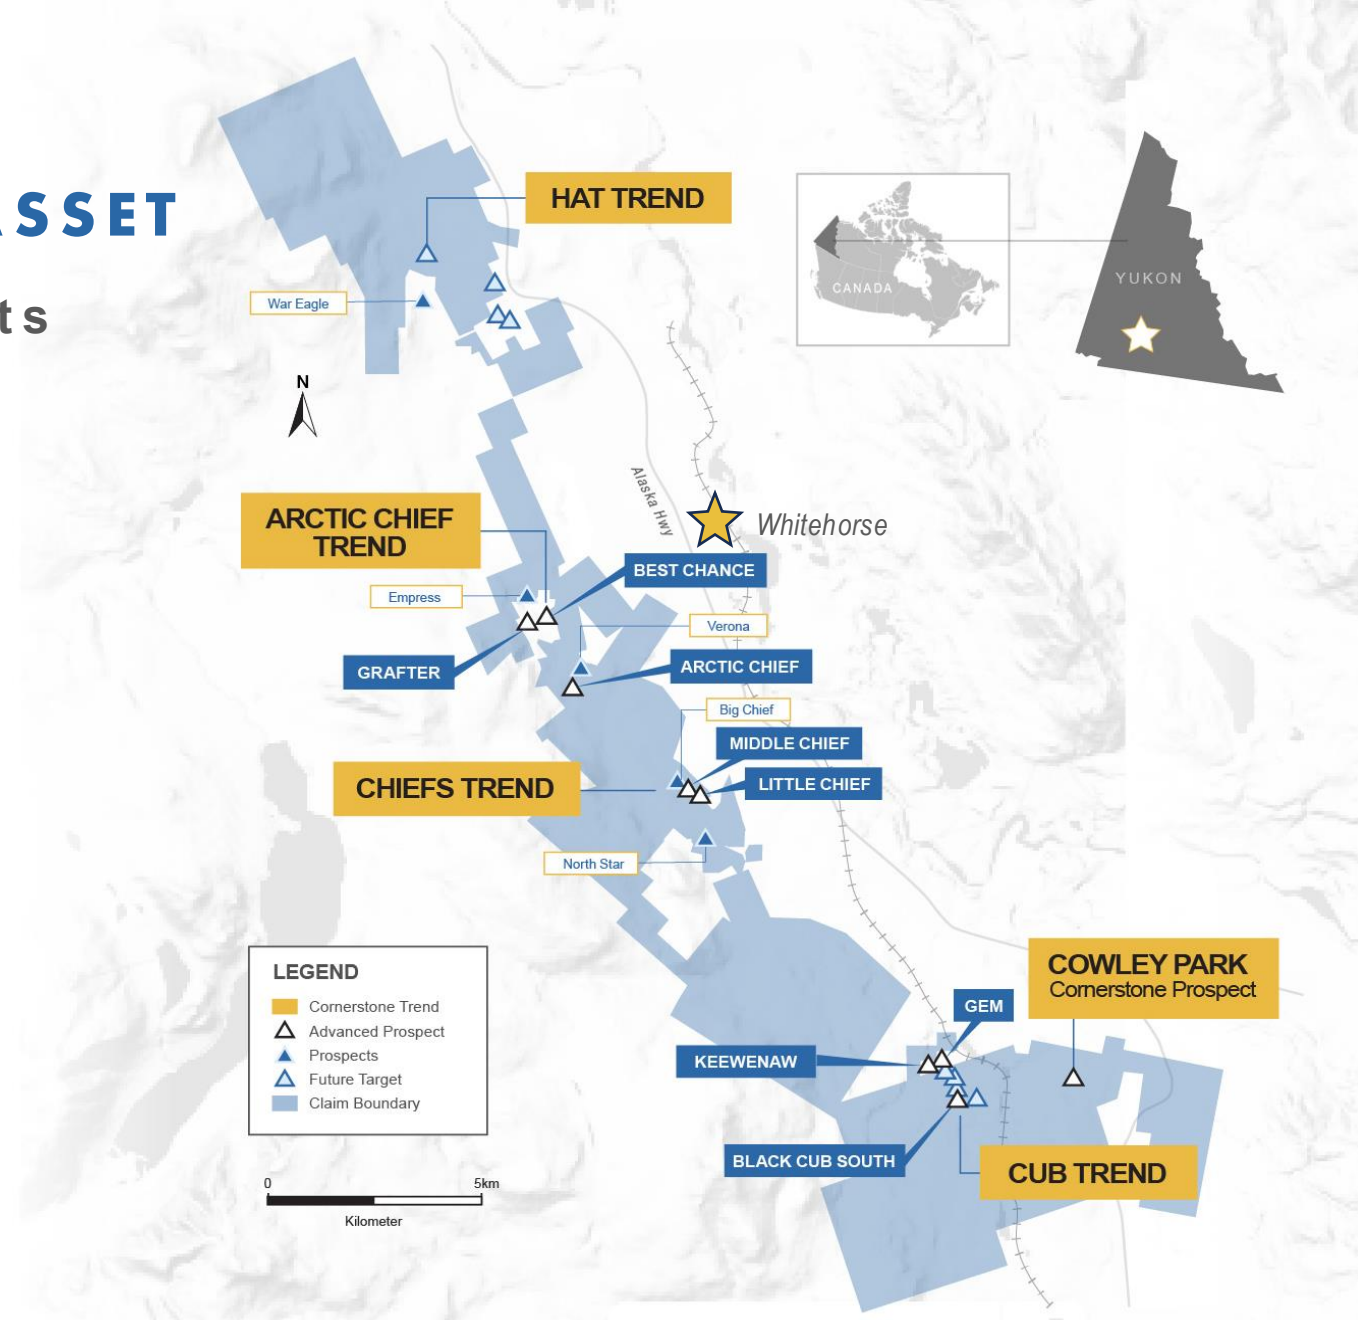 ASSET
ts
HAT TREND
War Eagle
N
CANADA
YUKON
Alaska Hwy
Whitehorse
ARCTIC CHIEF
TREND
BEST CHANCE
Empress
Verona
GRAFTER
ARCTIC CHIEF
Big Chief
MIDDLE CHIEF
CHIEFS TREND
LITTLE CHIEF
North Star
COWLEY PARK
Cornerstone Prospect
GEM
KEEWENAW
BLACK CUB SOUTH
CUB TREND
LEGEND
Cornerstone Trend
Advanced Prospect
Prospects
Future Target
Claim Boundary
0 5km
Kilometer